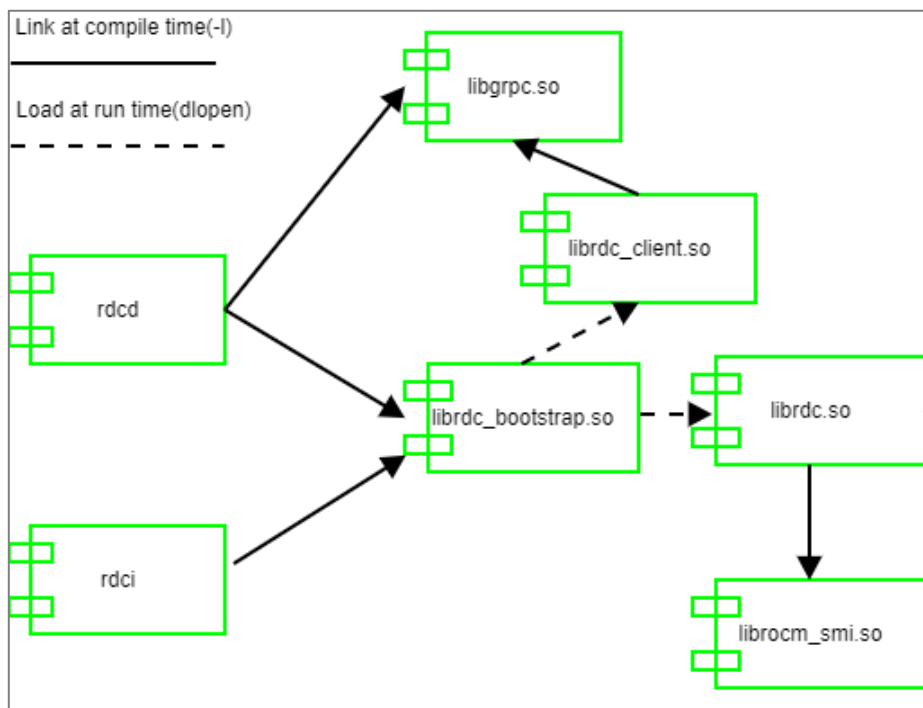 Link at compile time(-l)
Load at run time(dlopen)
libgrpc.so
librdc_client.so
rdcd
librdc_bootstrap.so
librdc.so
rdci
librocm_smi.so